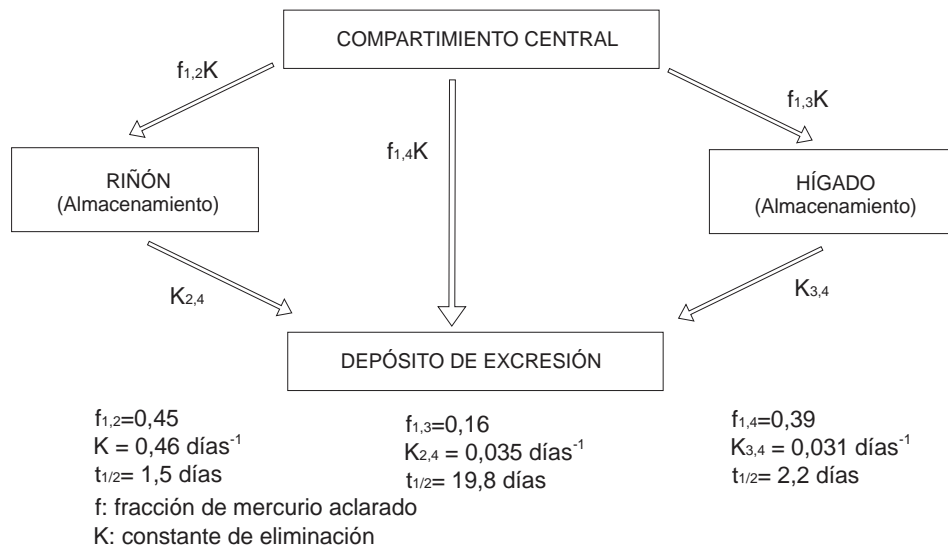 COMPARTIMIENTO CENTRAL
f1,2K
f1,3K
f1,4K
RIÑÓN
(Almacenamiento)
HÍGADO
(Almacenamiento)
K2,4
K3,4
DEPÓSITO DE EXCRESIÓN
f1,2=0,45
K = 0,46 días-1
t1/2= 1,5 días
f1,3=0,16
K2,4 = 0,035 días-1
t1/2= 19,8 días
f1,4=0,39
K3,4 = 0,031 días-1
t1/2= 2,2 días
f: fracción de mercurio aclarado
K: constante de eliminación